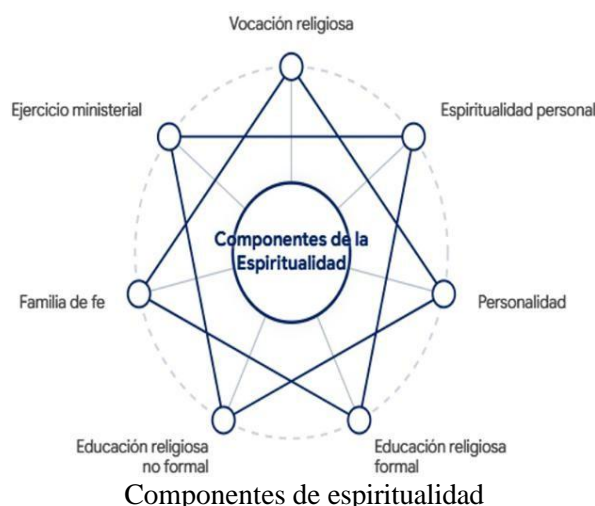 Vocación religiosa
Ejercicio ministerial
Espiritualidad personal
Componentes de la
Espiritualidad
Familia de fe
Personalidad
Educación religiosa
no formal
Educación religiosa
formal
Componentes de espiritualidad